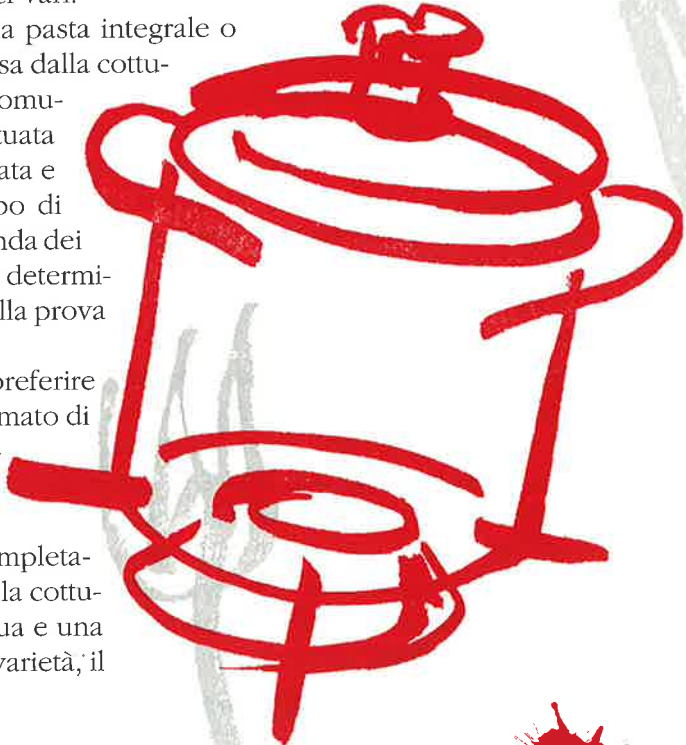 a pasta integrale o
sa dalla cottu-
omu-
tuata
ata e
po di
nda dei
determi-
lla prova
preferire
mato di
mpleta-
la cottu-
ua e una
varietà, il